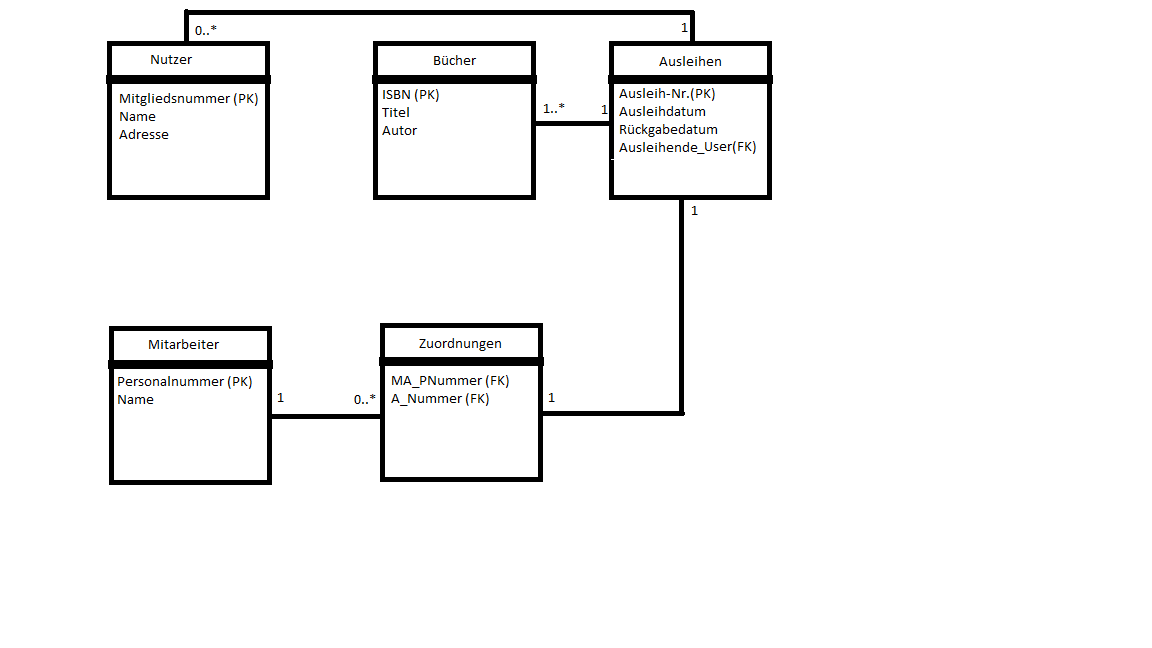 0..*
1
Nutzer
Mitgliedsnummer (PK)
Name
Adresse
Bücher
ISBN (PK)
Titel
Autor
1..*
1
Ausleihen
Ausleih-Nr.(PK)
Ausleihdatum
Rückgabedatum
Ausleihende_User(FK)
1
Mitarbeiter
Personalnummer (PK)
Name
1
0..*
Zuordnungen
MA_PNummer (FK)
A_Nummer (FK)
1